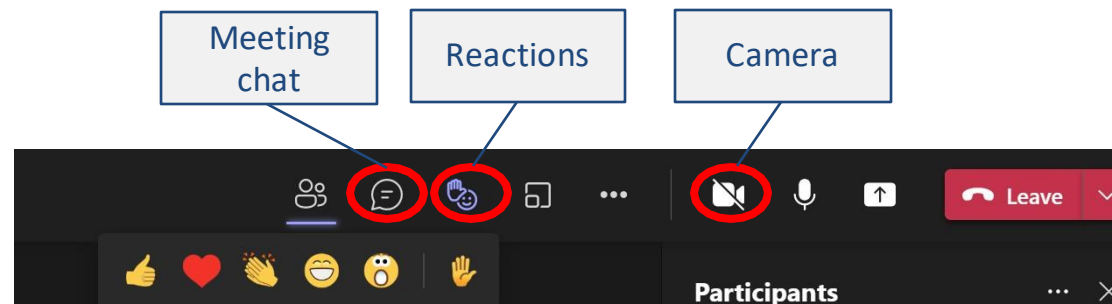 Meeting
chat
Reactions
Camera
Leave
Participants